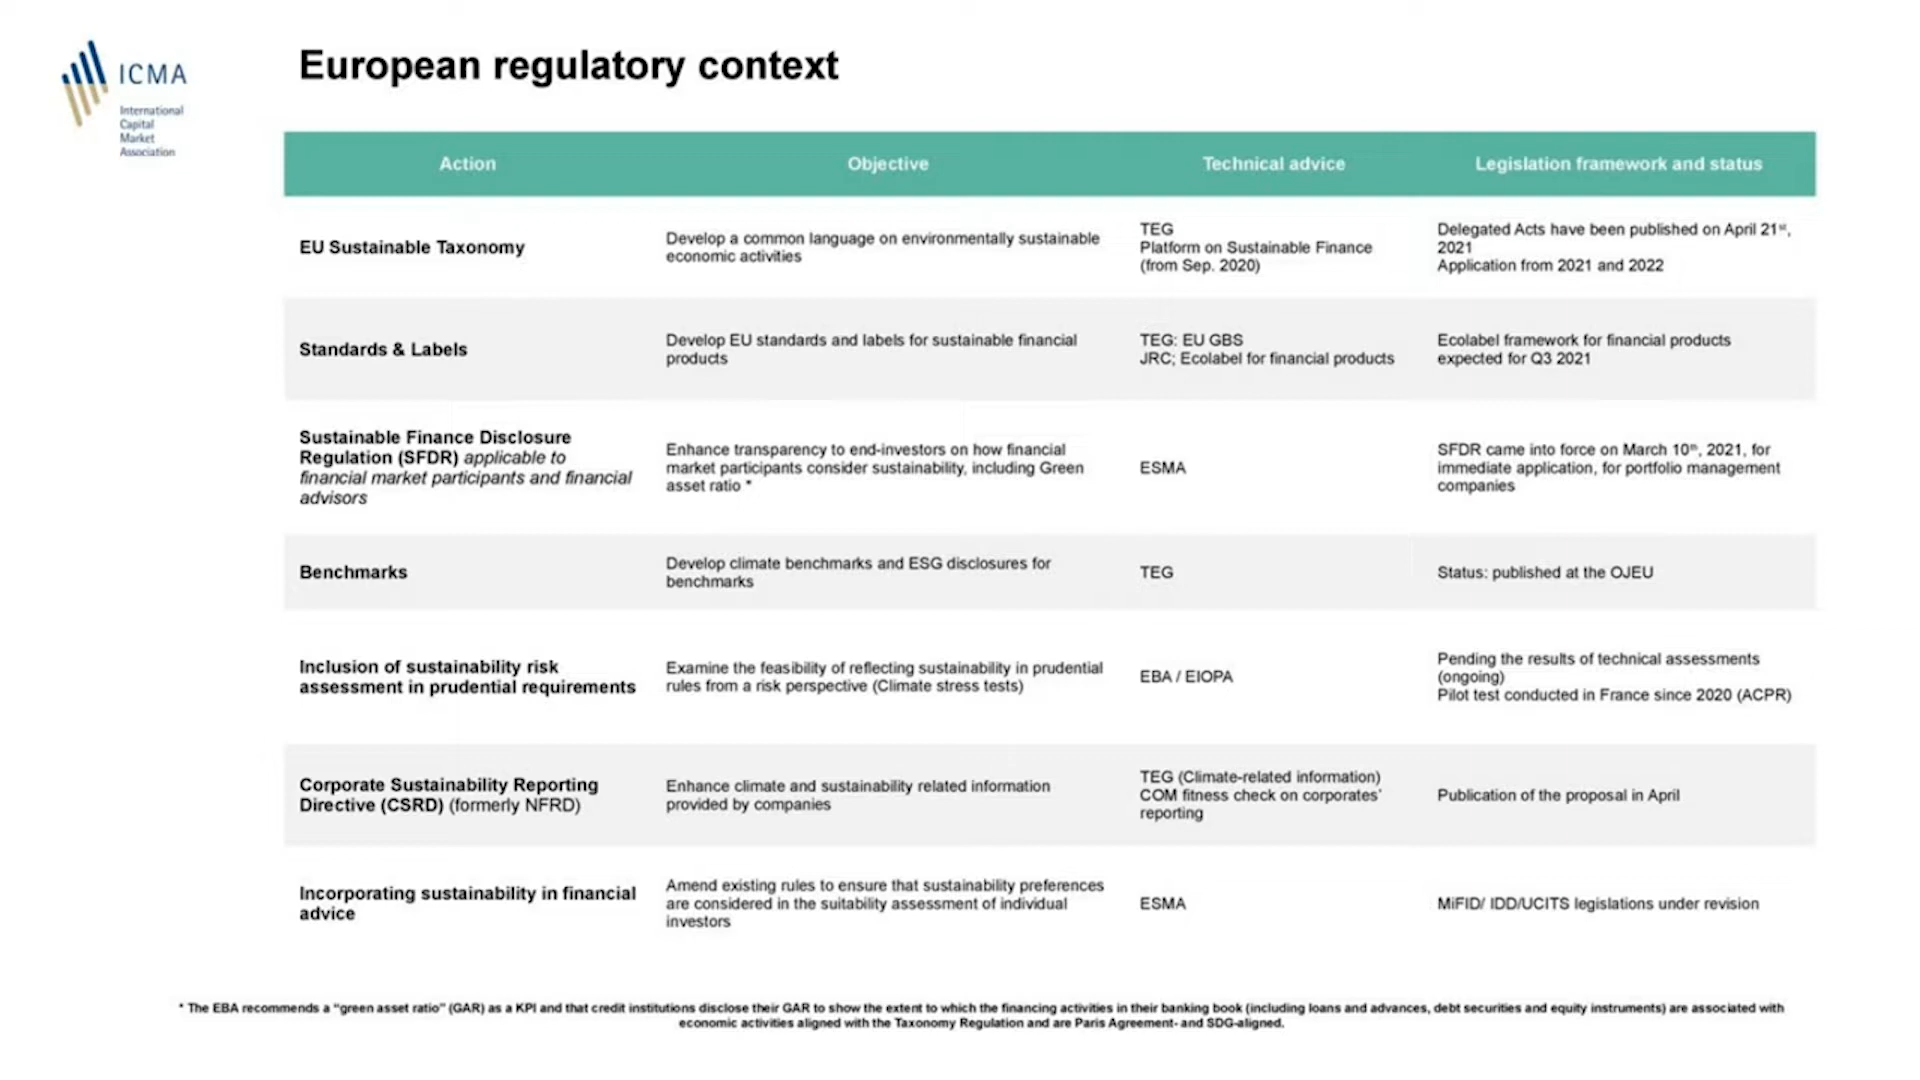 ICMA
International
Capital
Market
Association
European regulatory context
Action
Objective
Technical advice
Legislation framework and status
EU Sustainable Taxonomy
Develop a common language on environmentally sustainable
economic activities
TEG
Platform on Sustainable Finance
(from Sep. 2020)
Delegated Acts have been published on April 21st,
2021
Application from 2021 and 2022
Standards & Labels
Develop EU standards and labels for sustainable financial
products
TEG: EU GBS
JRC; Ecolabel for financial products
Ecolabel framework for financial products
expected for Q3 2021
Sustainable Finance Disclosure
Regulation (SFDR) applicable to
financial market participants and financial
advisors
Enhance transparency to end-investors on how financial
market participants consider sustainability, including Green
asset ratio *
ESMA
SFDR came into force on March 10th, 2021, for
immediate application, for portfolio management
companies
Benchmarks
Develop climate benchmarks and ESG disclosures for
benchmarks
TEG
Status: published at the OJEU
Inclusion of sustainability risk
assessment in prudential requirements
Examine the feasibility of reflecting sustainability in prudential
rules from a risk perspective (Climate stress tests)
EBA / EIOPA
Pending the results of technical assessments
(ongoing)
Pilot test conducted in France since 2020 (ACPR)
Corporate Sustainability Reporting
Directive (CSRD) (formerly NFRD)
Enhance climate and sustainability related information
provided by companies
TEG (Climate-related information)
COM fitness check on corporates'
reporting
Publication of the proposal in April
Incorporating sustainability in financial
advice
Amend existing rules to ensure that sustainability preferences
are considered in the suitability assessment of individual
investors
ESMA
MiFID/ IDD/UCITS legislations under revision
* The EBA recommends a "green asset ratio" (GAR) as a KPI and that credit institutions disclose their GAR to show the extent to which the financing activities in their banking book (including loans and advances, debt securities and equity instruments) are associated with
economic activities aligned with the Taxonomy Regulation and are Paris Agreement- and SDG-aligned.